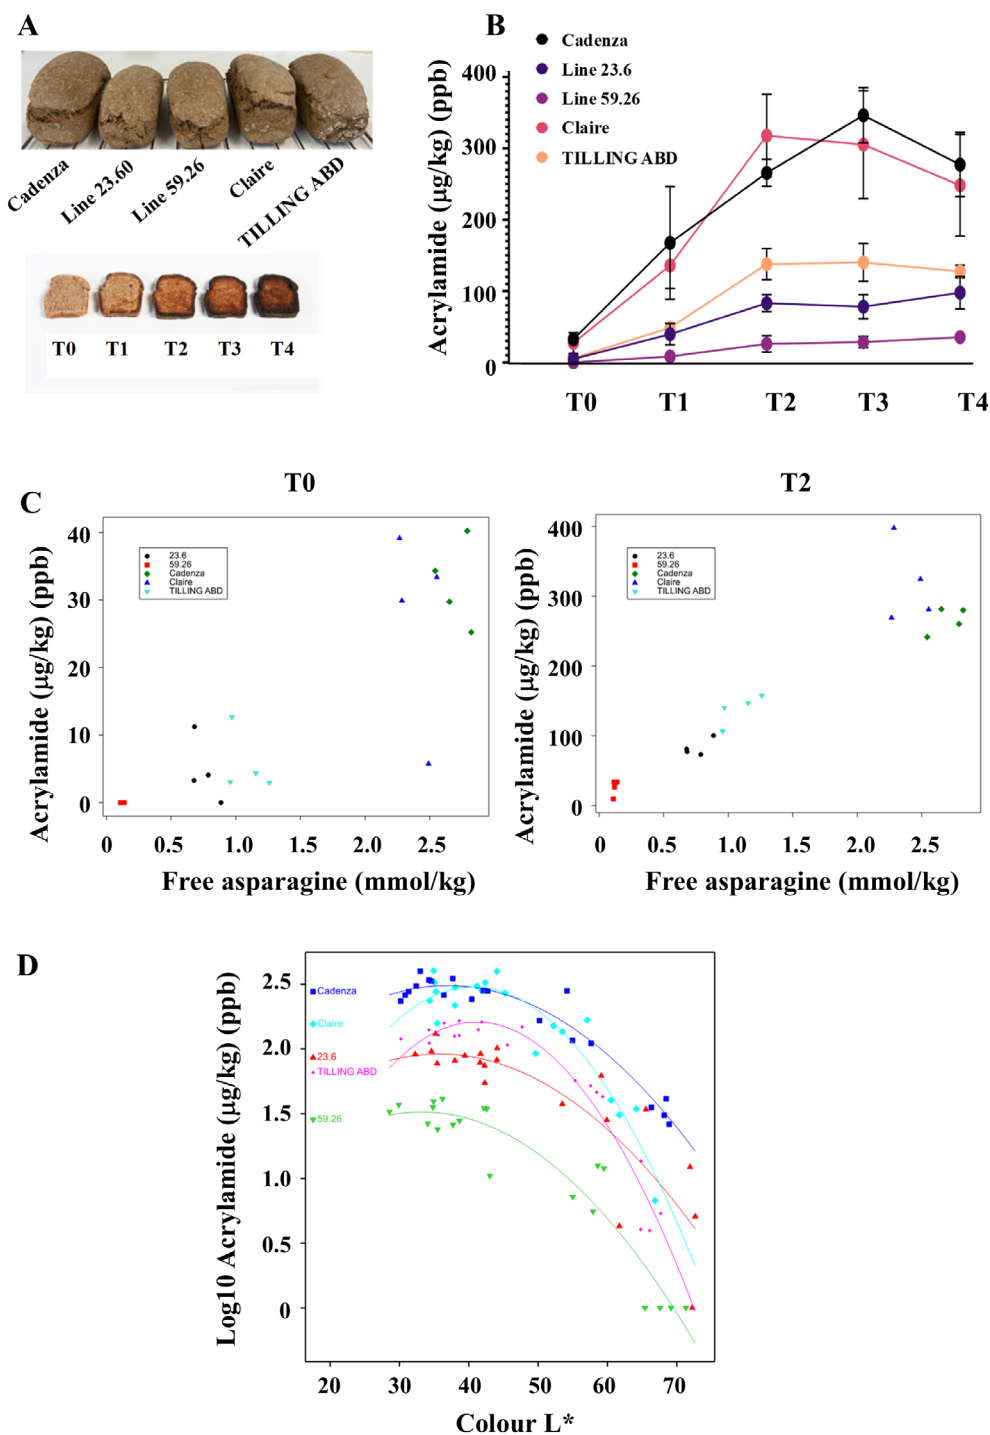 A
Cadenza
Line 23.60
Line 59.26
Claire
TILLING ABD
T0 T1 T2 T3 T4
B
Cadenza
Line 23.6
Line 59.26
Claire
TILLING ABD
Acrylamide (µg/kg) (ppb)
400
300
200
100
0
T0 T1 T2 T3 T4
C
T0
Acrylamide (µg/kg) (ppb)
40
30
20
10
0
23.6
59.26
Cadenza
Claire
TILLING ABD
0 0.5 1.0 1.5 2.0 2.5
Free asparagine (mmol/kg)
T2
Acrylamide (µg/kg) (ppb)
400
300
200
100
0
23.6
59.26
Cadenza
Claire
TILLING ABD
0 0.5 1.0 1.5 2.0 2.5
Free asparagine (mmol/kg)
D
Log10 Acrylamide (µg/kg) (ppb)
2.5
2.0
1.5
1.0
0.5
0
Cadenza
Claire
23.6
TILLING ABD
59.26
20 30 40 50 60 70
Colour L*